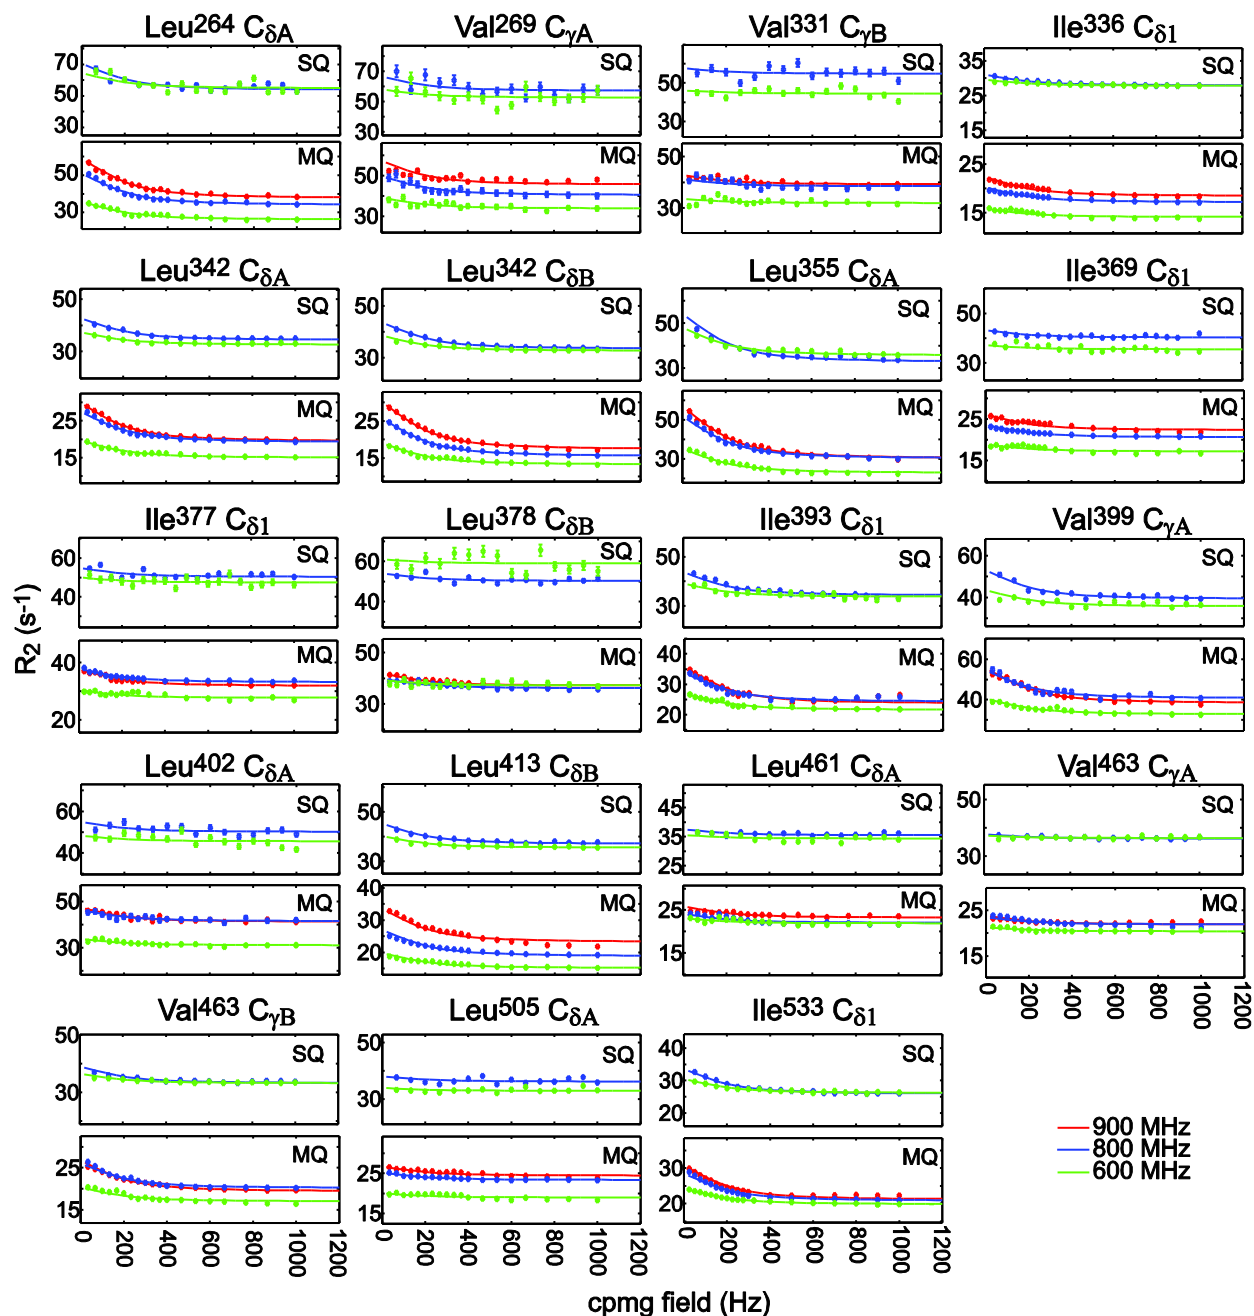 Leu264 CδA
Val269 CγA
Val331 CγB
Ile336 Cδ1
70
50
30
SQ
70
50
30
SQ
50
30
SQ
35
25
15
SQ
50
30
MQ
50
30
MQ
50
30
MQ
25
15
MQ
Leu342 CδA
Leu342 CδB
Leu355 CδA
Ile369 Cδ1
50
30
SQ
50
30
SQ
50
30
SQ
50
30
SQ
25
15
MQ
25
15
MQ
50
30
MQ
25
15
MQ
Ile377 Cδ1
Leu378 CδB
Ile393 Cδ1
Val399 CγA
60
40
SQ
60
40
SQ
50
30
SQ
60
40
SQ
R2 (s-1)
40
20
MQ
50
30
MQ
40
30
20
MQ
60
40
MQ
Leu402 CδA
Leu413 CδB
Leu461 CδA
Val463 CγA
60
40
SQ
50
30
SQ
45
35
25
SQ
50
30
SQ
50
30
MQ
40
30
20
MQ
25
15
MQ
25
15
MQ
0 200 400 600 800 1000 1200
Val463 CγB
Leu505 CδA
Ile533 Cδ1
50
30
SQ
50
30
SQ
40
30
20
SQ
25
15
MQ
25
15
MQ
30
20
MQ
900 MHz
800 MHz
600 MHz
0 200 400 600 800 1000 1200
0 200 400 600 800 1000 1200
0 200 400 600 800 1000 1200
cpmg field (Hz)